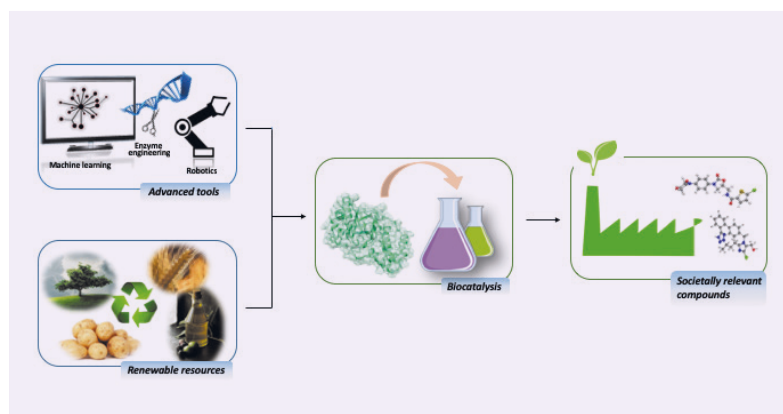 Machine learning
Enzyme
engineering
Robotics
Advanced tools
Renewable resources
Biocatalysis
Societally relevant
compounds